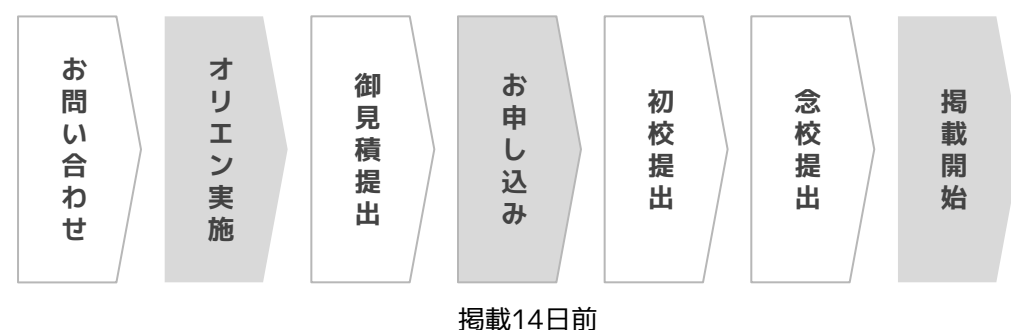 お問い合わせ
オリエン実施
御見積提出
お申し込み
初校提出
念校提出
掲載開始
掲載14日前